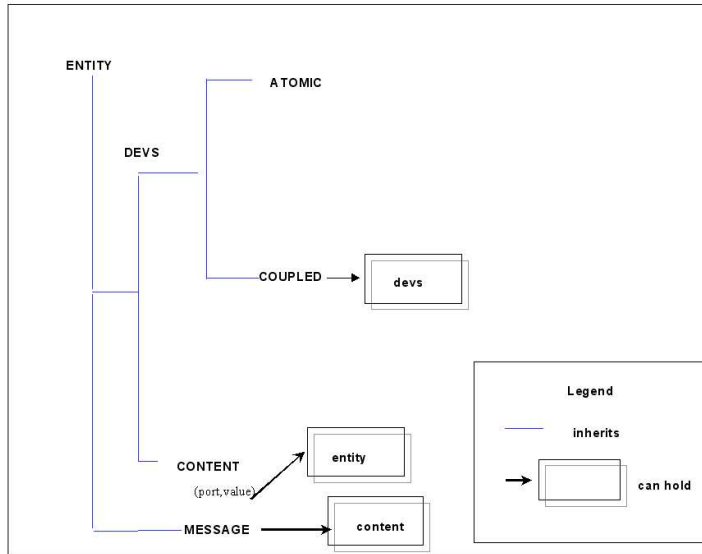 ENTITY
ATOMIC
DEVS
COUPLED
devs
Legend
inherits
can hold
entity
CONTENT
(port,value)
MESSAGE
content